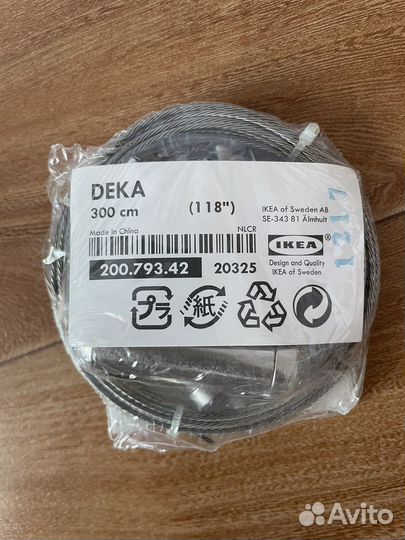 DEKA
300 cm
(118")
IKEA of Sweden AB
SE-343 81 Älmhult
Made in China
NLCR
IKEA
200.793.42
20325
Design and Quality
IKEA of Sweden
1217
プラ
紙
Avito